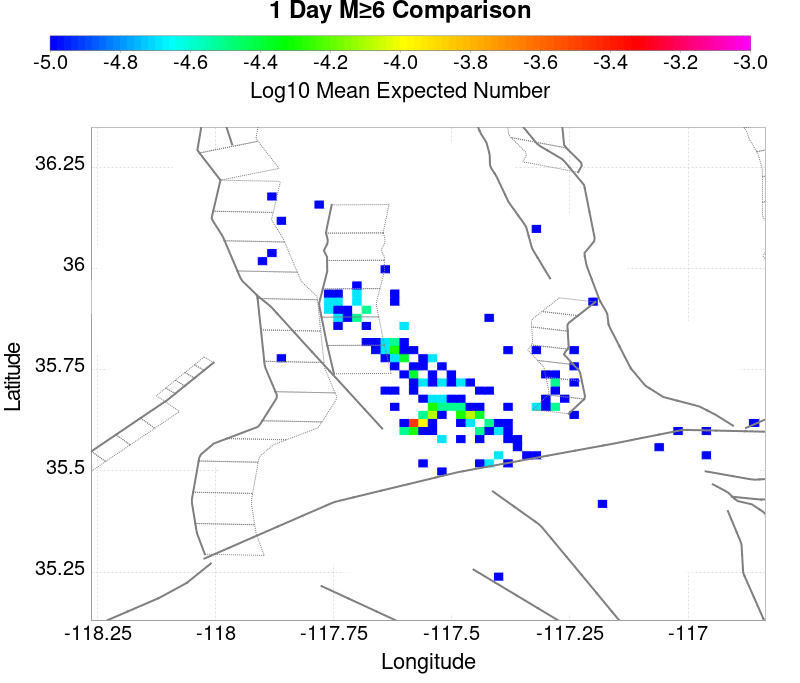 1 Day M≥6 Comparison
-5.0 -4.8 -4.6 -4.4 -4.2 -4.0 -3.8 -3.6 -3.4 -3.2 -3.0
Log10 Mean Expected Number
36.25
36
35.75
35.5
35.25
Latitude
-118.25 -118 -117.75 -117.5 -117.25 -117
Longitude